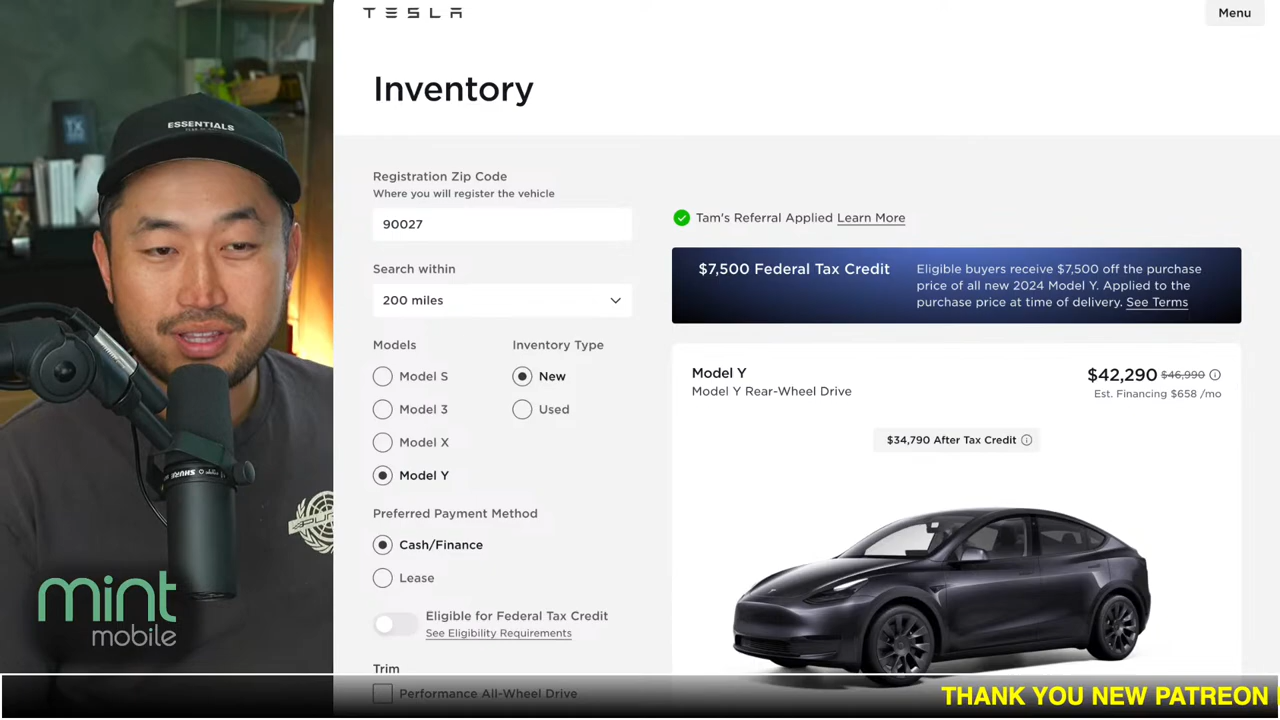 TESLA
Menu
Inventory
ESSENTIALS
Registration Zip Code
Where you will register the vehicle
90027
Search within
200 miles
Models
Model S
Model 3
Model X
Model Y
Inventory Type
New
Used
Preferred Payment Method
Cash/Finance
Lease
Eligible for Federal Tax Credit
See Eligibility Requirements
Trim
Performance All-Wheel Drive
Tam's Referral Applied Learn More
$7,500 Federal Tax Credit
Eligible buyers receive $7,500 off the purchase
price of all new 2024 Model Y. Applied to the
purchase price at time of delivery. See Terms
Model Y
Model Y Rear-Wheel Drive
$42,290 $46,990
Est. Financing $658 /mo
$34,790 After Tax Credit
SHURE
mint
mobile
THANK YOU NEW PATREON